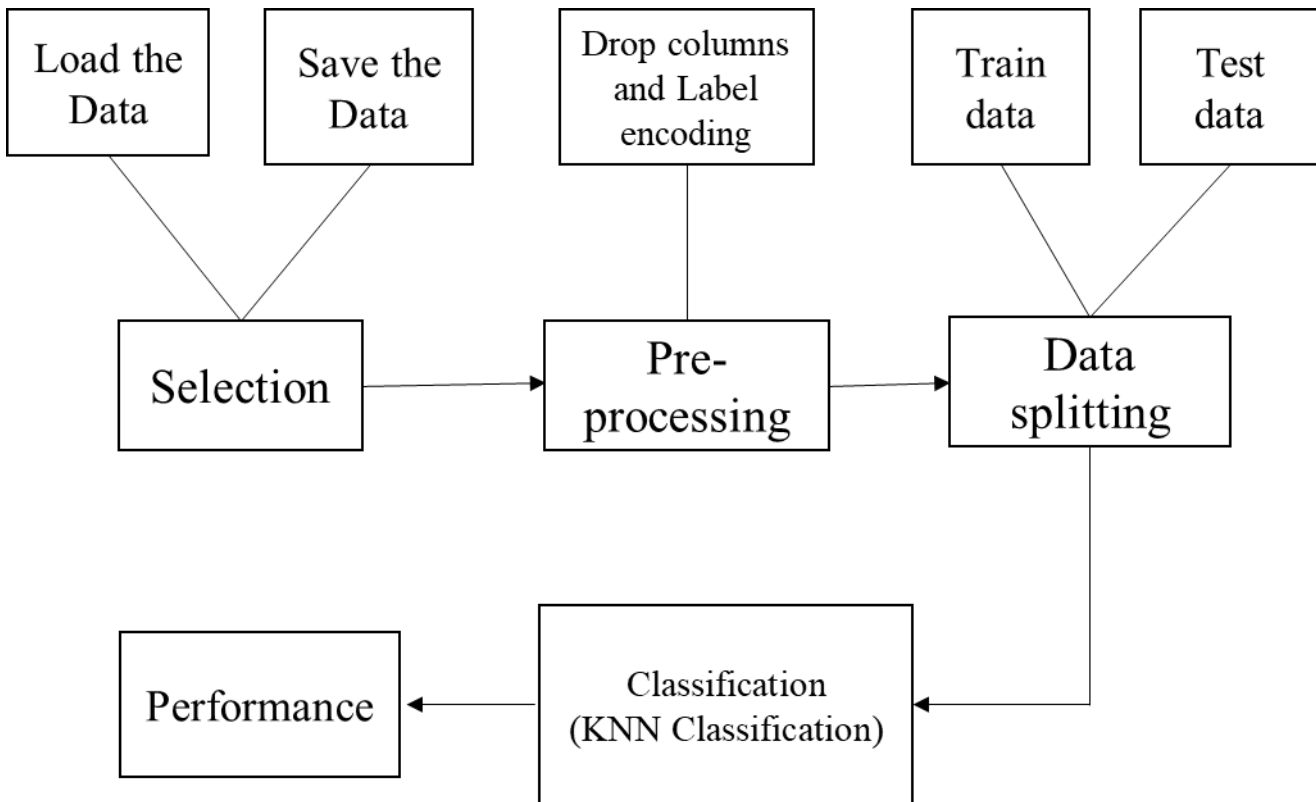 Load the
Data
Save the
Data
Drop columns
and Label
encoding
Train
data
Test
data
Selection
Pre-
processing
Data
splitting
Performance
Classification
(KNN Classification)